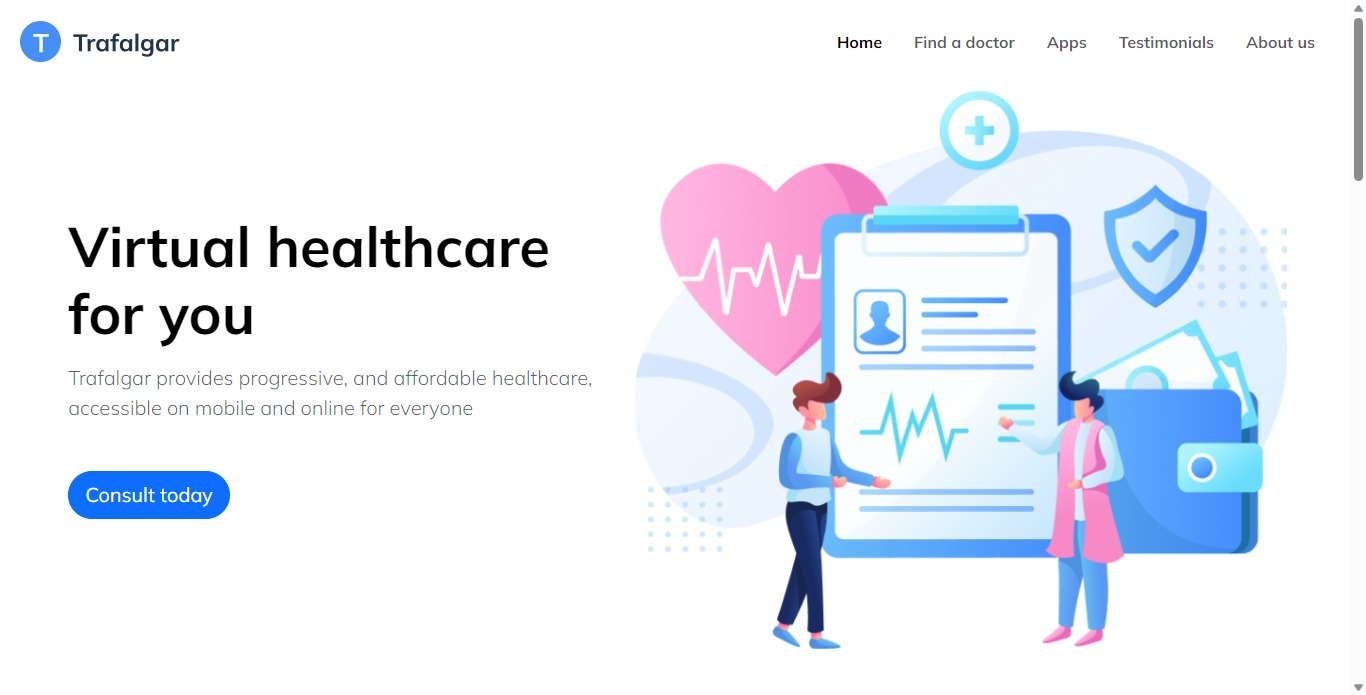 T Trafalgar
Home Find a doctor Apps Testimonials About us
Virtual healthcare
for you
Trafalgar provides progressive, and affordable healthcare,
accessible on mobile and online for everyone
Consult today